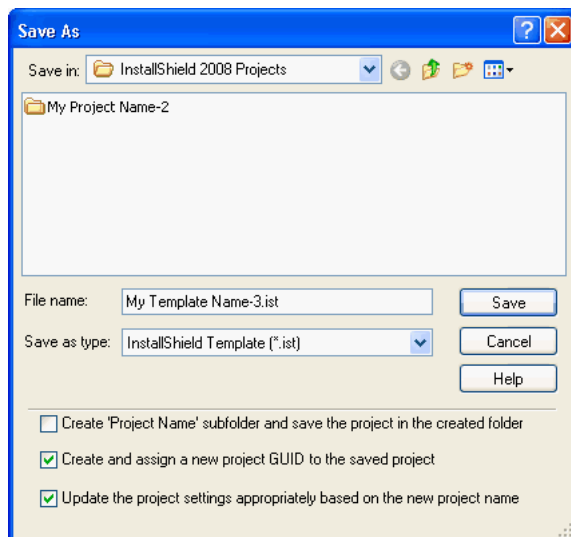 Save As
Save in: InstallShield 2008 Projects
My Project Name-2
File name: My Template Name-3.ist Save
Save as type: InstallShield Template (*.ist) Cancel
Help
Create 'Project Name' subfolder and save the project in the created folder
Create and assign a new project GUID to the saved project
Update the project settings appropriately based on the new project name